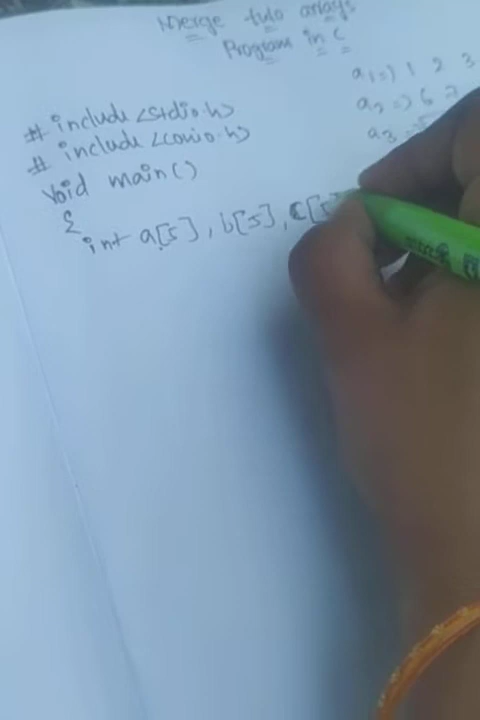 Merge two arrays
Program in C
a1=) 1 2 3
a2=) 6 7
a3
# include <stdio.h>
# include <conio.h>
Void main()
{
int a[5], b[5], c[5